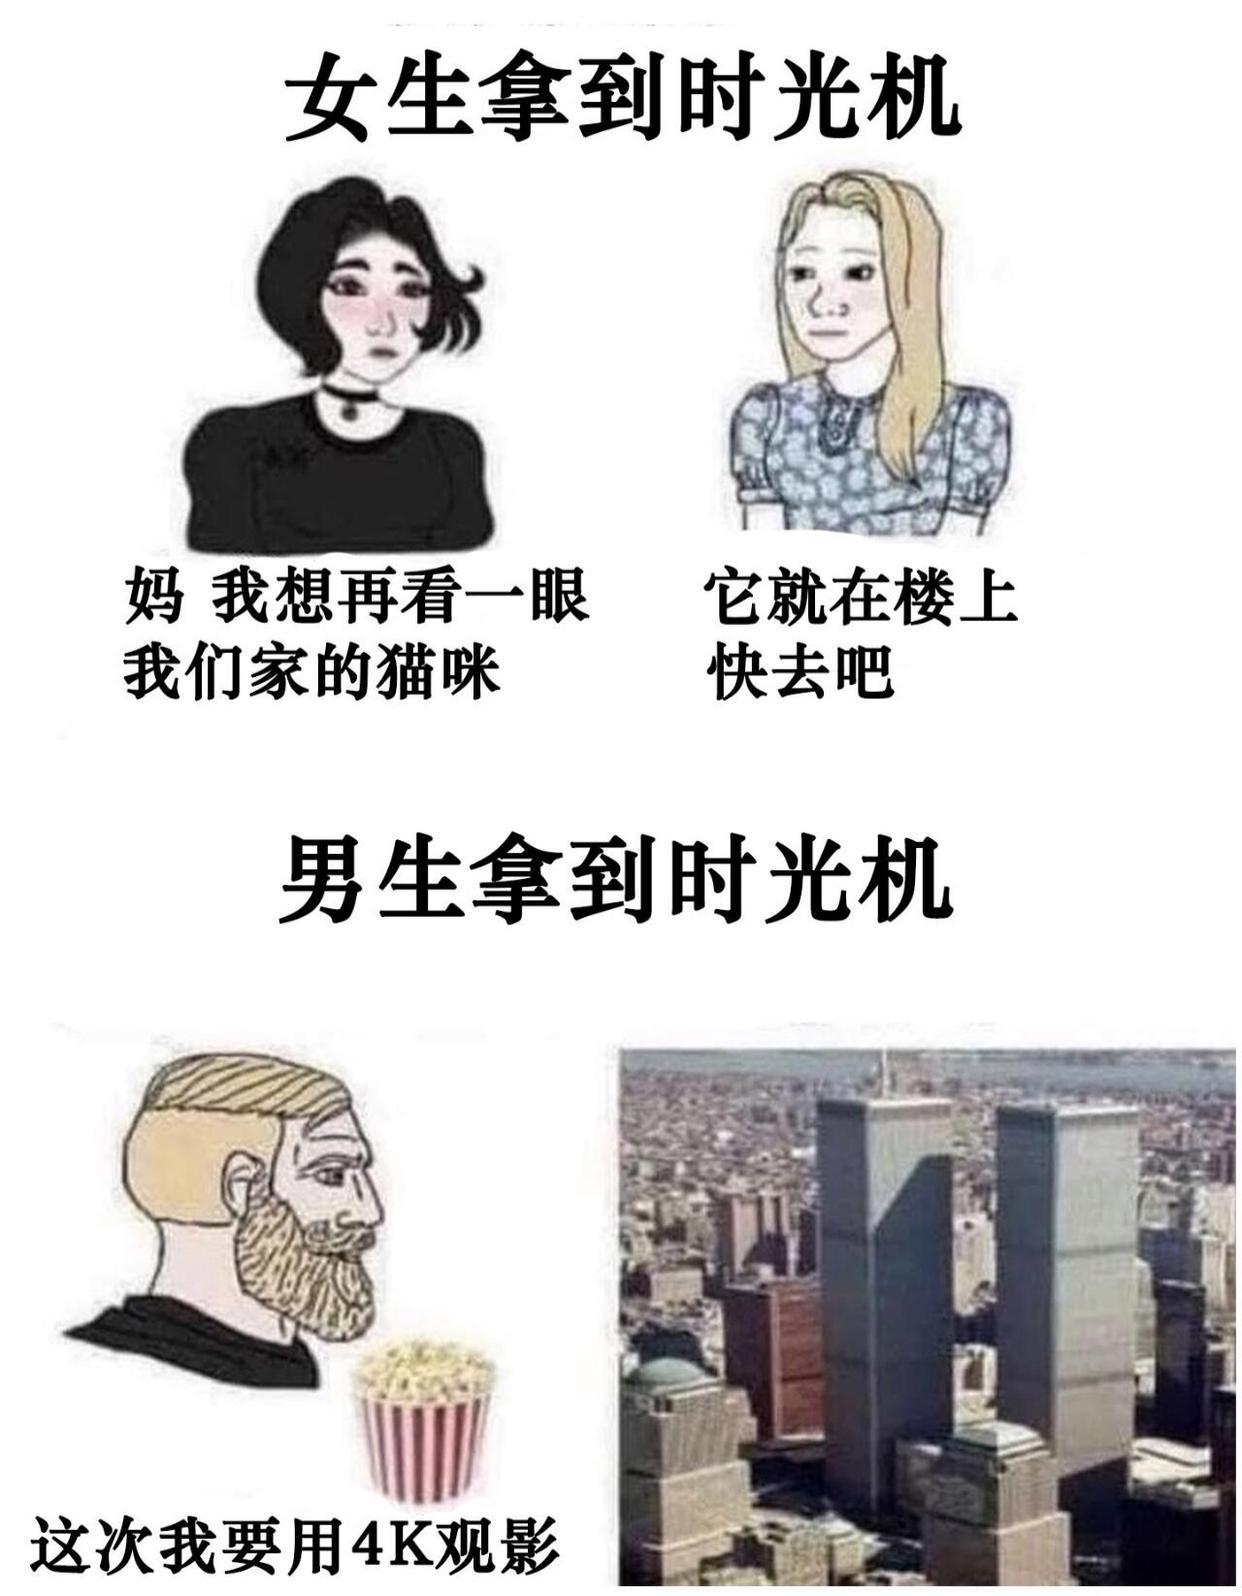 女生拿到时光机
妈 我想再看一眼
我们家的猫咪
它就在楼上
快去吧
男生拿到时光机
这次我要用4K观影